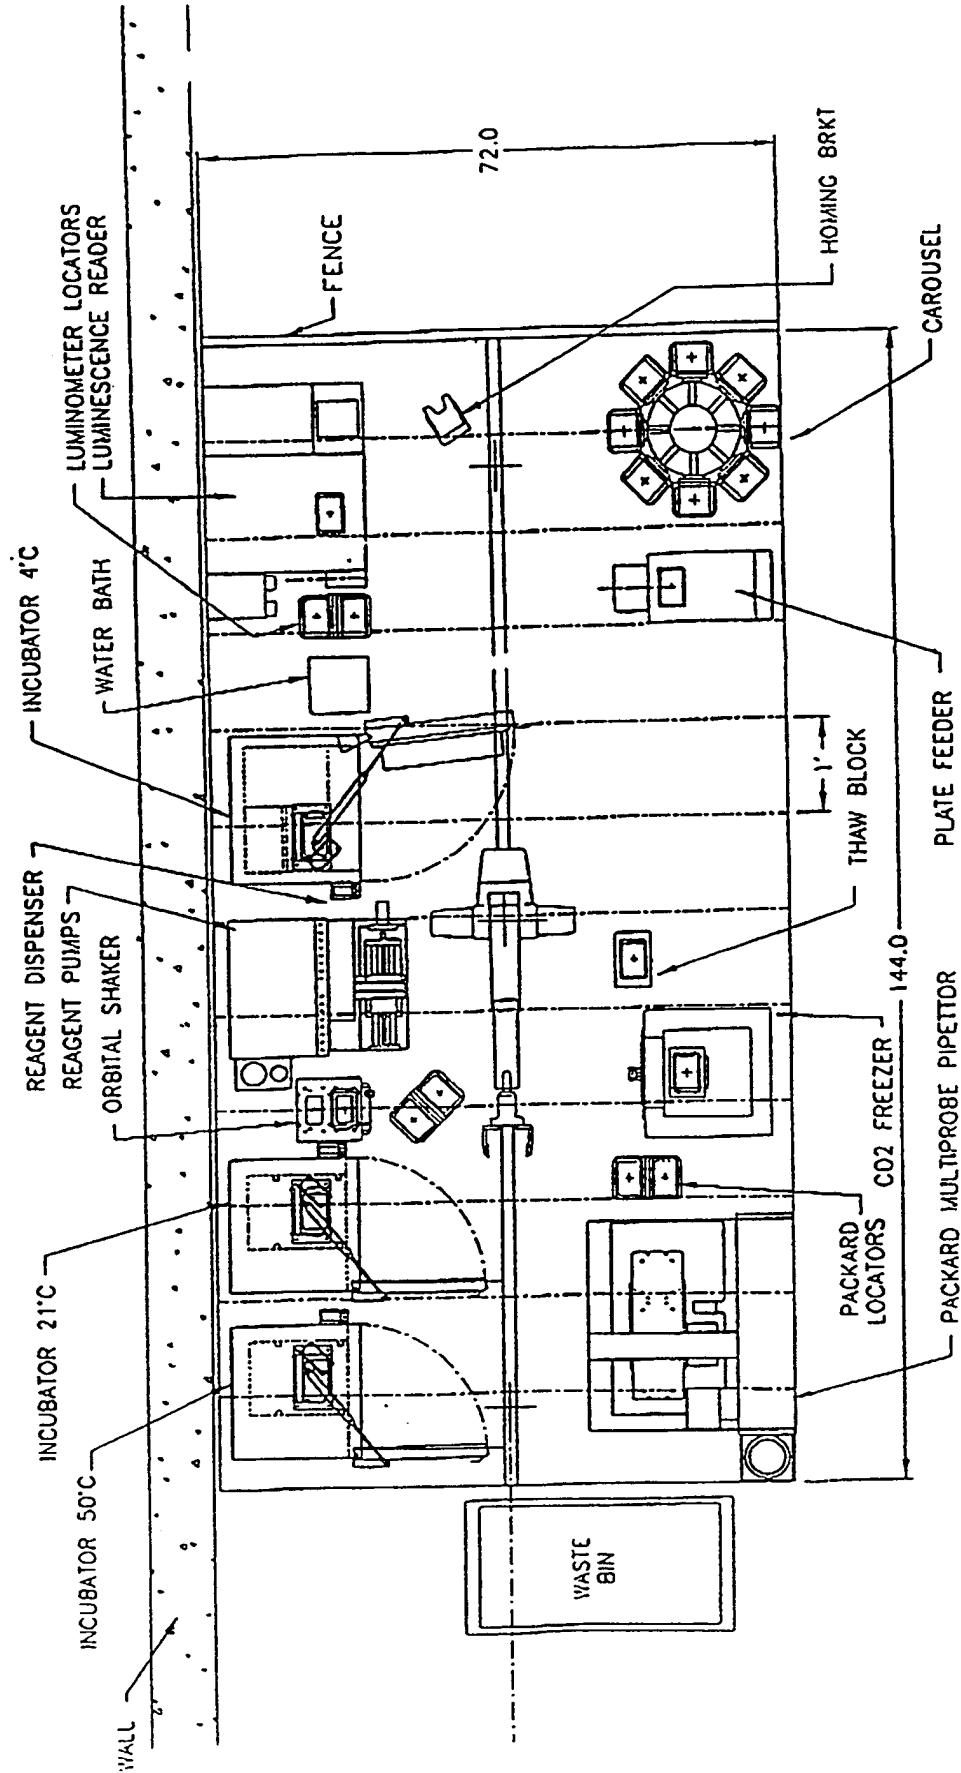 WALL
INCUBATOR 50°C
INCUBATOR 21°C
ORBITAL SHAKER
REAGENT PUMPS
REAGENT DISPENSER
INCUBATOR 4°C
WATER BATH
LUMINOMETER LOCATORS
LUMINESCENCE READER
FENCE
72.0
HOMING BRKT
CAROUSEL
PLATE FEEDER
1'
THAW BLOCK
144.0
CO2 FREEZER
PACKARD
LOCATORS
PACKARD MULTIPROBE PIPETTOR
WASTE
BIN